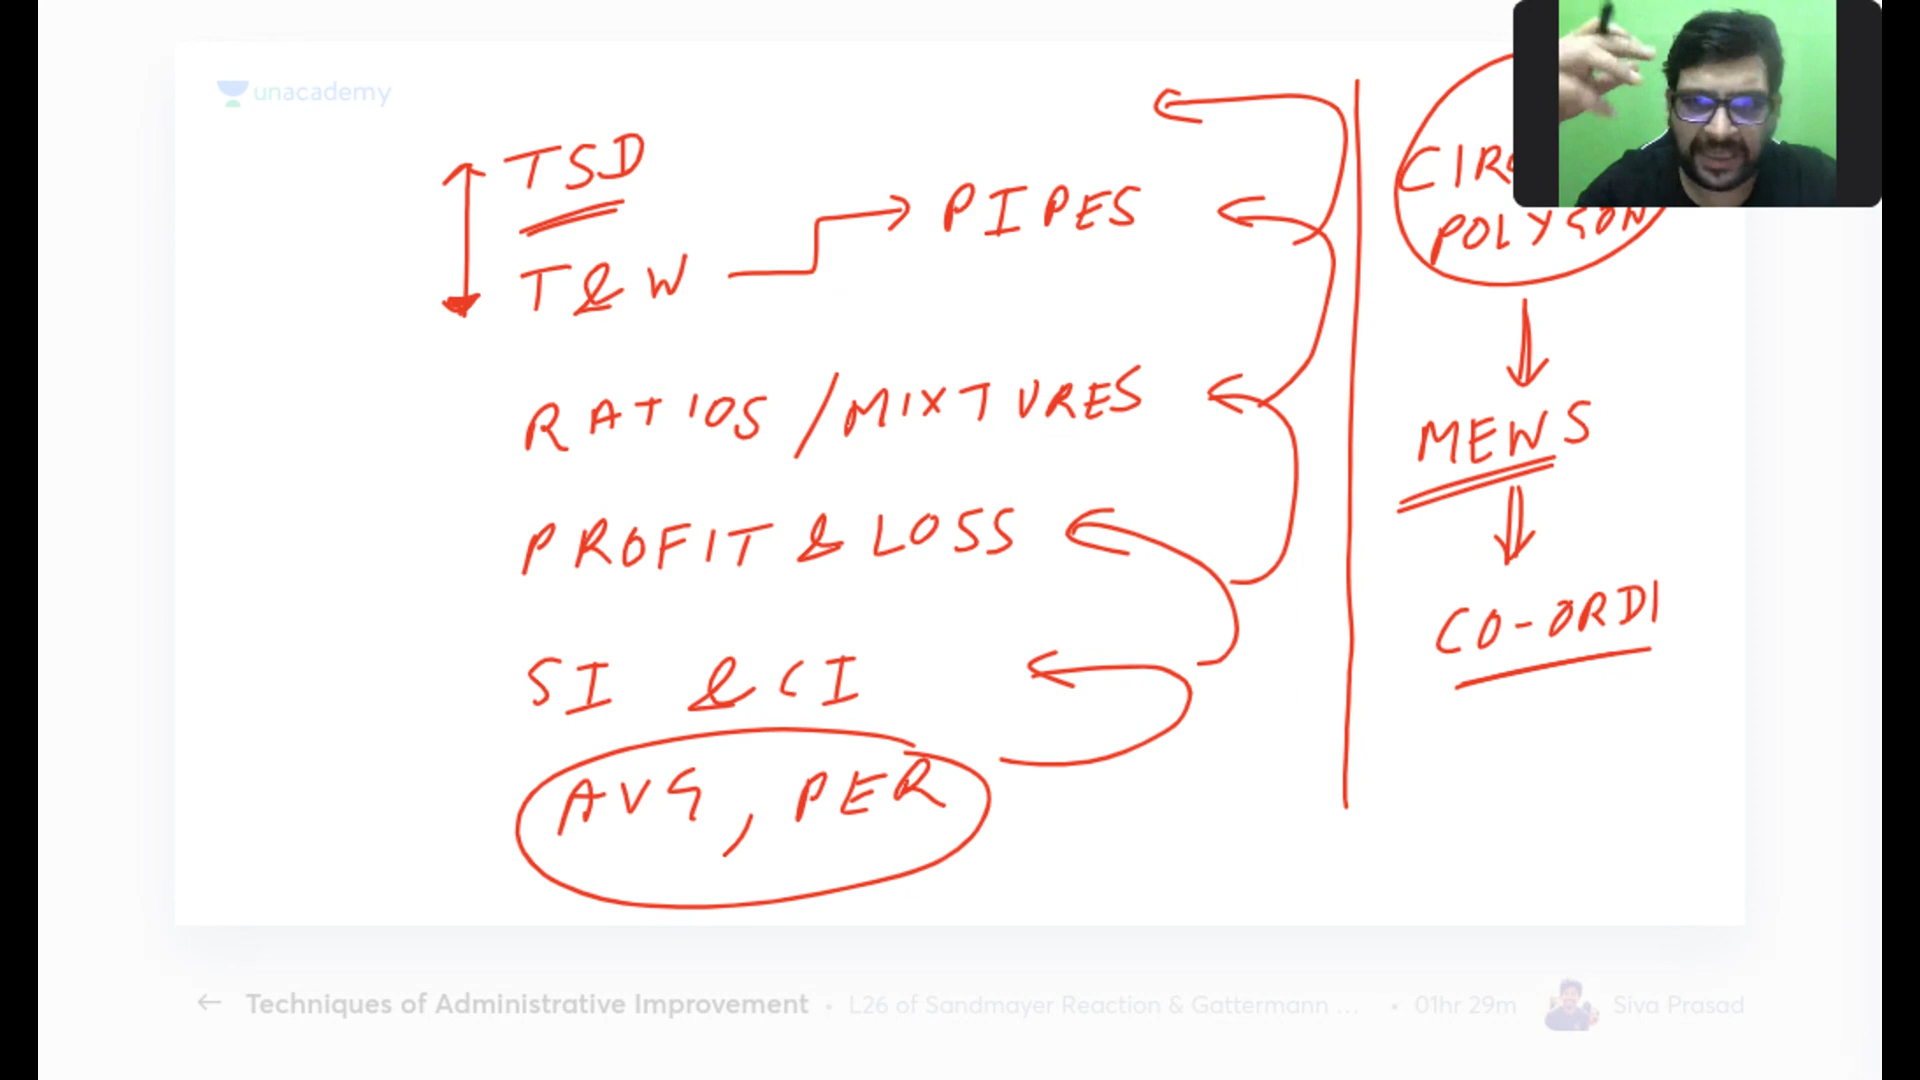 unacademy
TSD
T & W
PIPES
RATIOS / MIXTURES
PROFIT & LOSS
SI & CI
AVG, PER
POLYGON
MEWS
CO-ORDI
← Techniques of Administrative Improvement • L26 of Sandmayer Reaction & Gattermann ... • 01hr 29m Siva Prasad